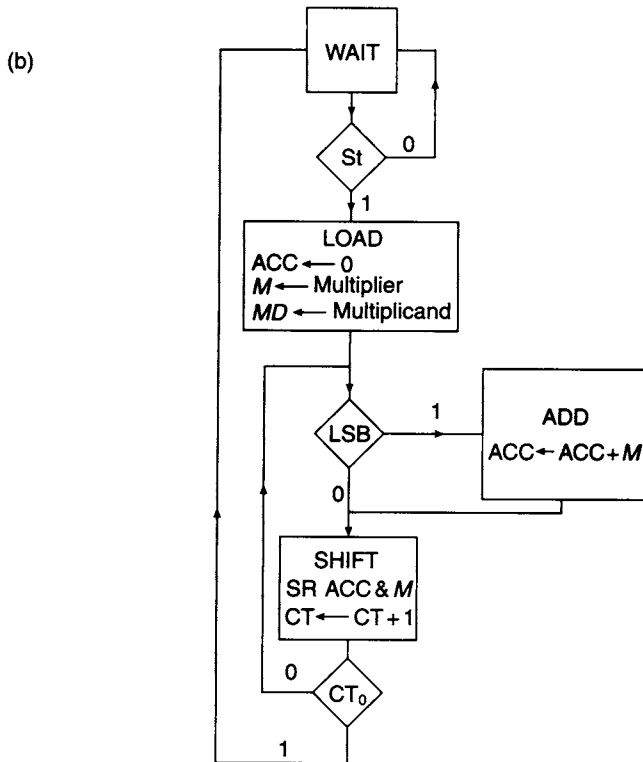 (b)
WAIT
St
0
1
LOAD
ACC ← 0
M ← Multiplier
MD ← Multiplicand
LSB
1
ADD
ACC ← ACC + M
0
SHIFT
SR ACC & M
CT ← CT + 1
0
CT₀
1